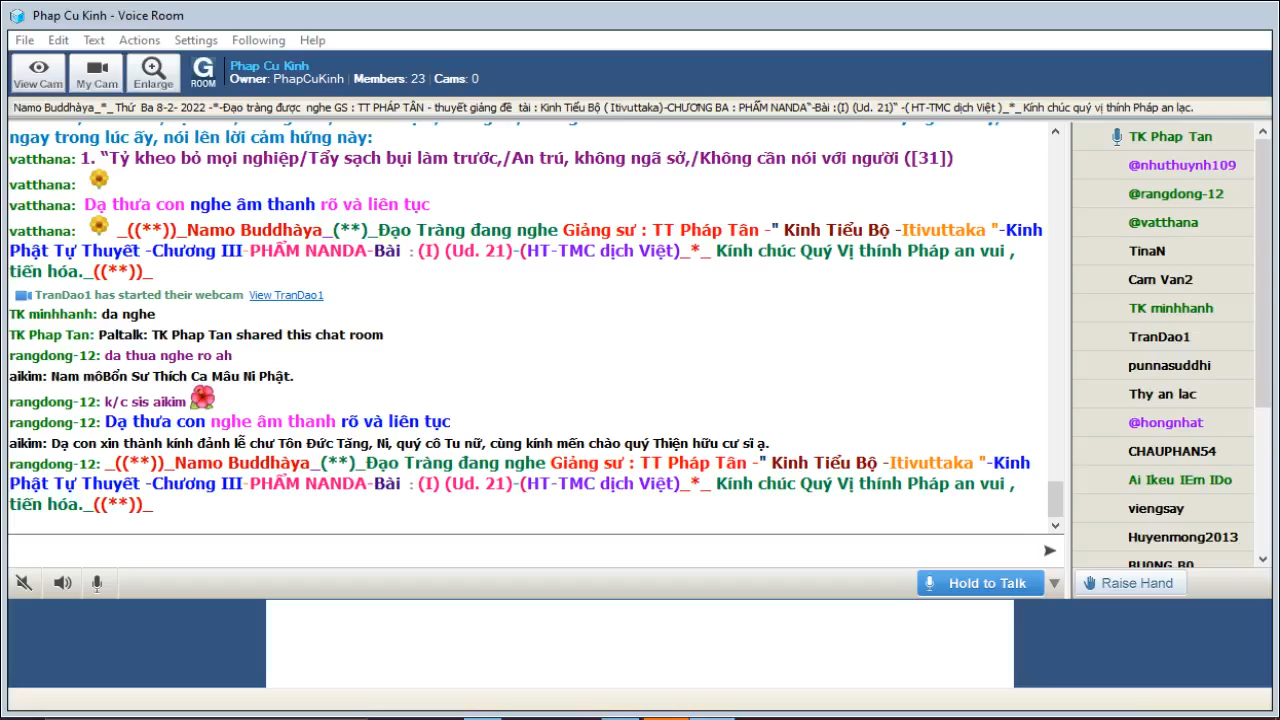 Phap Cu Kinh - Voice Room
File Edit Text Actions Settings Following Help
View Cam My Cam Enlarge G ROOM
Phap Cu Kinh
Owner: PhapCuKinh Members: 23 Cams: 0
Namo Buddhàya_*_Thứ Ba 8-2- 2022 -*-Đạo tràng được nghe GS : TT PHÁP TÂN - thuyết giảng đề tài : Kinh Tiểu Bộ ( Itivuttaka)-CHƯƠNG BA : PHẨM NANDA"-Bài :(I) (Ud. 21)" -( HT-TMC dịch Việt )_*_ Kính chúc quý vị thính Pháp an lạc.
ngay trong lúc ấy, nói lên lời cảm hứng này:
vatthana: 1. “Tỷ kheo bỏ mọi nghiệp/Tẩy sạch bụi làm trước,/An trú, không ngã sở,/Không cần nói với người ([31])
vatthana:
vatthana: Dạ thưa con nghe âm thanh rõ và liên tục
vatthana: _((**))_Namo Buddhàya_(**)_Đạo Tràng đang nghe Giảng sư : TT Pháp Tân -" Kinh Tiểu Bộ -Itivuttaka "-Kinh
Phật Tự Thuyết -Chương III-PHẨM NANDA-Bài : (I) (Ud. 21)-(HT-TMC dịch Việt)_*_ Kính chúc Quý Vị thính Pháp an vui ,
tiến hóa._((**))_
TranDao1 has started their webcam View TranDao1
TK minhhanh: da nghe
TK Phap Tan: Paltalk: TK Phap Tan shared this chat room
rangdong-12: da thua nghe ro ah
aikim: Nam môBổn Sư Thích Ca Mâu Ni Phật.
rangdong-12: k/c sis aikim
rangdong-12: Dạ thưa con nghe âm thanh rõ và liên tục
aikim: Dạ con xin thành kính đảnh lễ chư Tôn Đức Tăng, Ni, quý cô Tu nữ, cùng kính mến chào quý Thiện hữu cư sĩ ạ.
rangdong-12: _((**))_Namo Buddhàya_(**)_Đạo Tràng đang nghe Giảng sư : TT Pháp Tân -" Kinh Tiểu Bộ -Itivuttaka "-Kinh
Phật Tự Thuyết -Chương III-PHẨM NANDA-Bài : (I) (Ud. 21)-(HT-TMC dịch Việt)_*_ Kính chúc Quý Vị thính Pháp an vui ,
tiến hóa._((**))_
Hold to Talk
TK Phap Tan
@nhuthuynh109
@rangdong-12
@vatthana
TinaN
Cam Van2
TK minhhanh
TranDao1
punnasuddhi
Thy an lac
@hongnhat
CHAUPHAN54
Ai Ikeu IEm IDo
viengsay
Huyenmong2013
Raise Hand